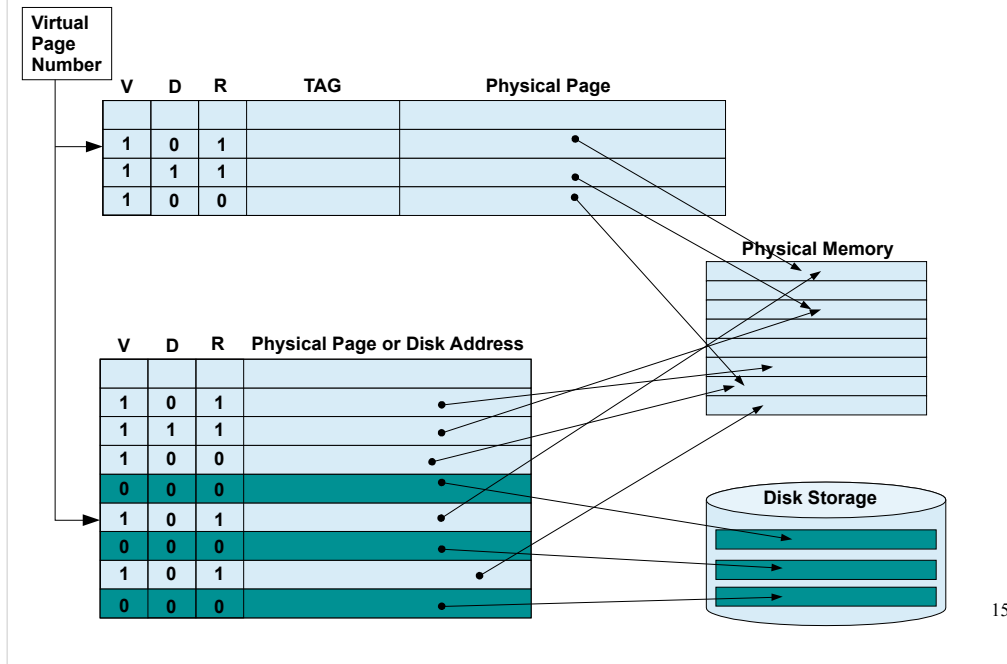 Virtual
Page
Number
V D R TAG Physical Page
1 0 1
1 1 1
1 0 0
Physical Memory
V D R Physical Page or Disk Address
1 0 1
1 1 1
1 0 0
0 0 0
1 0 1
0 0 0
1 0 1
0 0 0
Disk Storage
15